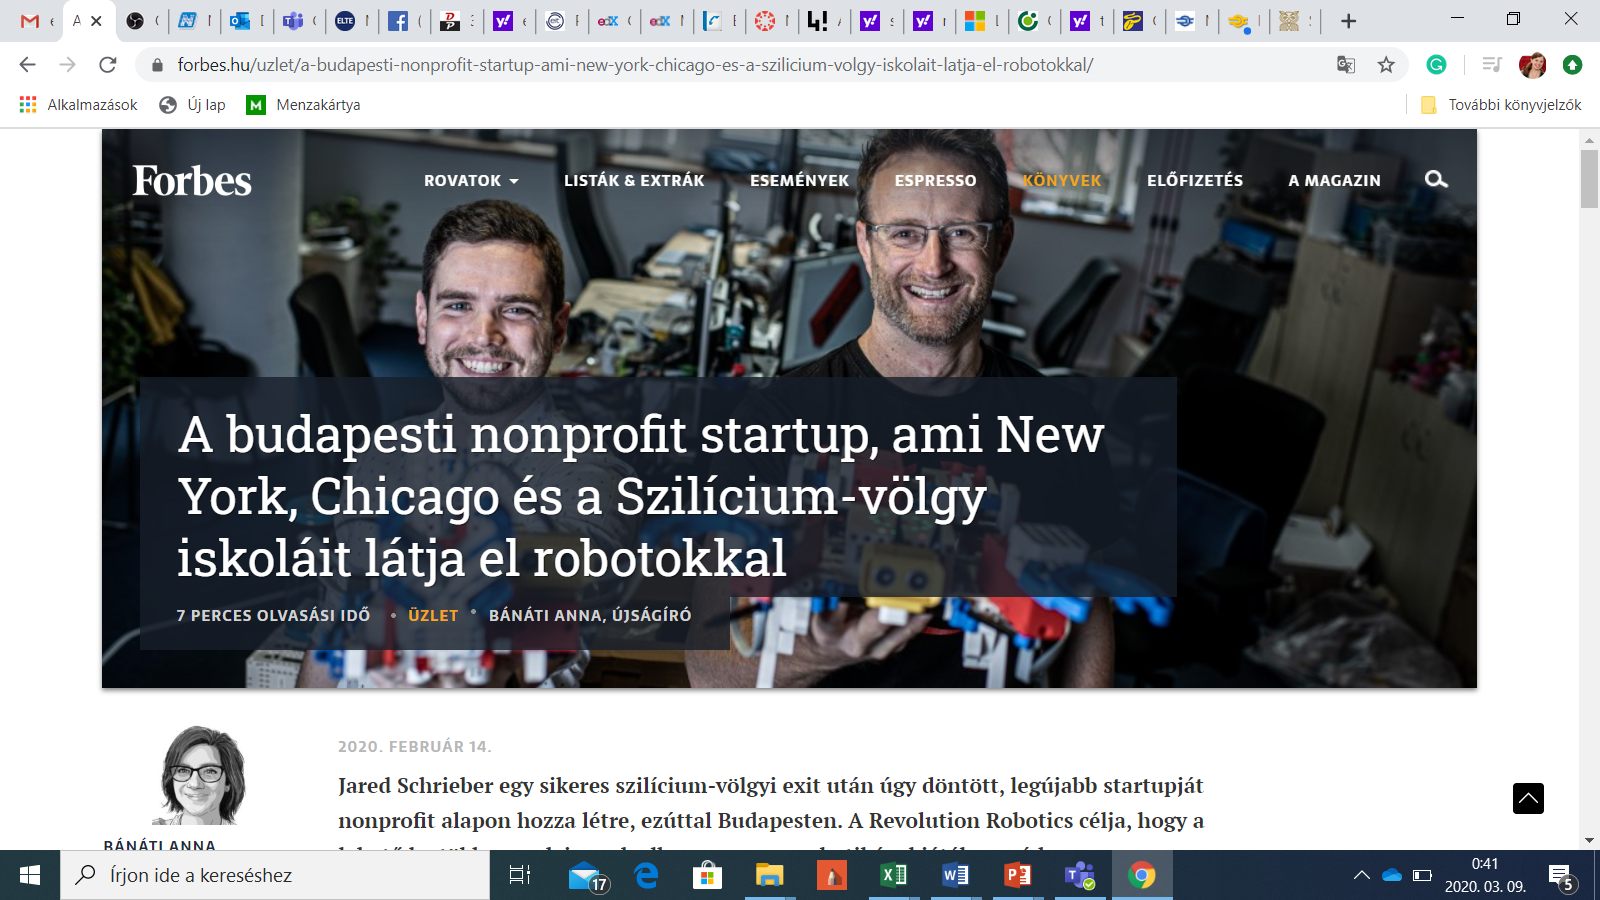 forbes.hu/uzlet/a-budapesti-nonprofit-startup-ami-new-york-chicago-es-a-szilicium-volgy-iskolait-latja-el-robotokkal/
Alkalmazások Új lap Menzakártya További könyvjelzők
Forbes ROVATOK LISTÁK & EXTRÁK ESEMÉNYEK ESPRESSO KÖNYVEK ELŐFIZETÉS A MAGAZIN
A budapesti nonprofit startup, ami New
York, Chicago és a Szilícium-völgy
iskoláit látja el robotokkal
7 PERCES OLVASÁSI IDŐ • ÜZLET • BÁNÁTI ANNA, ÚJSÁGÍRÓ
2020. FEBRUÁR 14.
Jared Schrieber egy sikeres szilícium-völgyi exit után úgy döntött, legújabb startupját
nonprofit alapon hozza létre, ezúttal Budapesten. A Revolution Robotics célja, hogy a
BÁNÁTI ANNA
Írjon ide a kereséshez
17
0:41
2020. 03. 09.
5